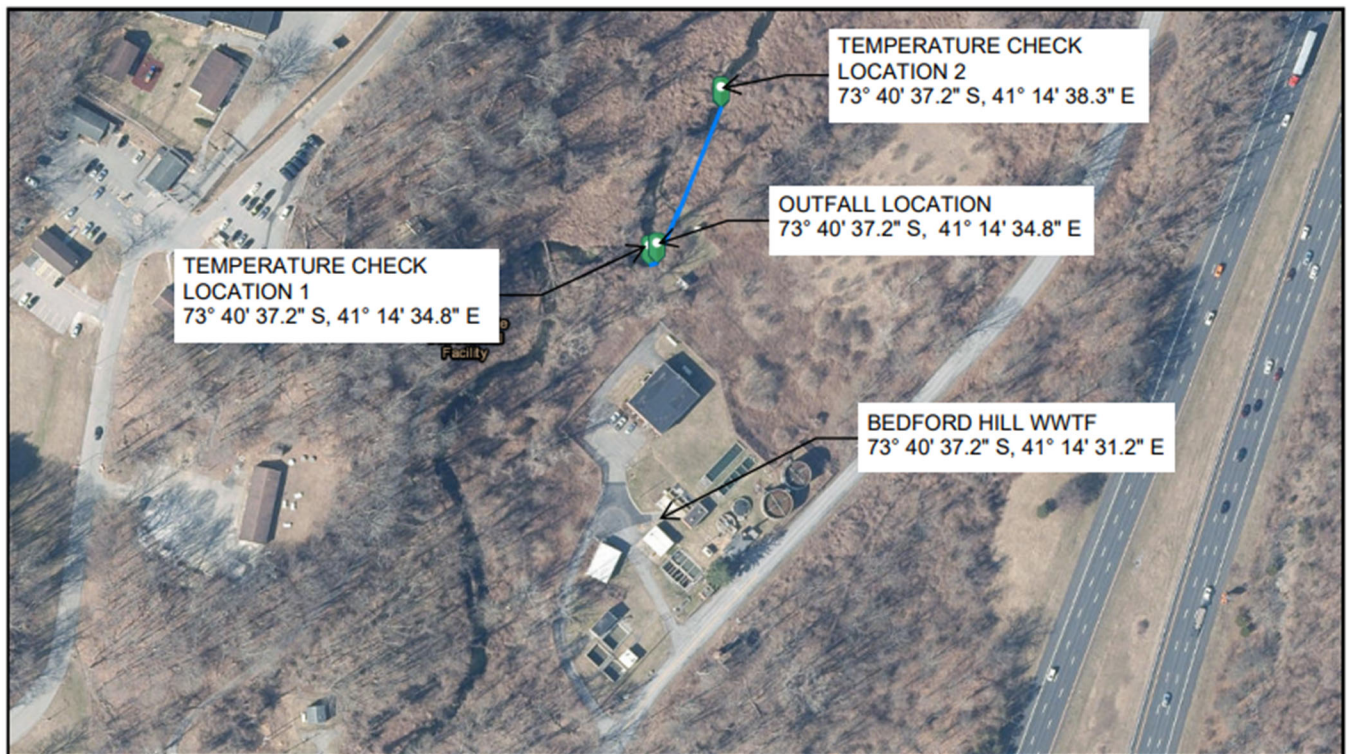 TEMPERATURE CHECK
LOCATION 2
73° 40' 37.2" S, 41° 14' 38.3" E
OUTFALL LOCATION
73° 40' 37.2" S, 41° 14' 34.8" E
TEMPERATURE CHECK
LOCATION 1
73° 40' 37.2" S, 41° 14' 34.8" E
Facility
BEDFORD HILL WWTF
73° 40' 37.2" S, 41° 14' 31.2" E